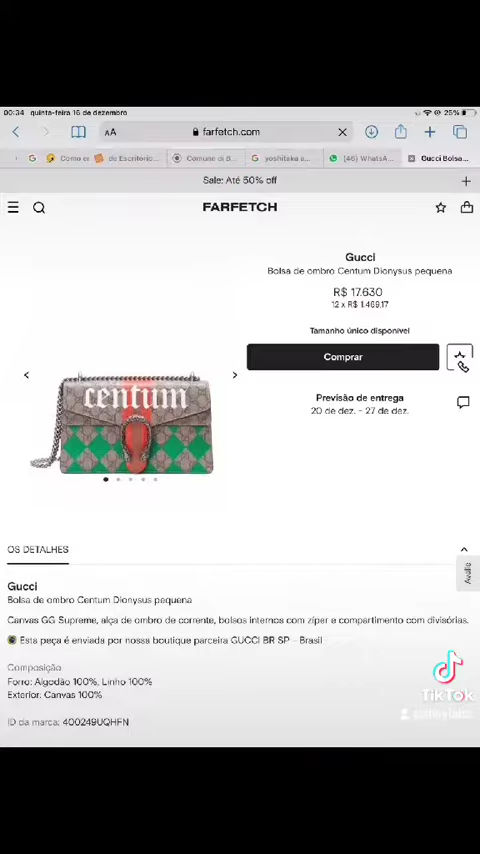 00:34 quinta-feira 16 de dezembro
25%
AA
farfetch.com
G
Como er
de Escritorio...
Comune di B...
G yoshitaka a...
(46) WhatsA...
Gucci Bolsa...
Sale: Até 50% off
FARFETCH
Gucci
Bolsa de ombro Centum Dionysus pequena
R$ 17.630
12 x R$ 1.469,17
Tamanho único disponível
Comprar
centum
Previsão de entrega
20 de dez. - 27 de dez.
OS DETALHES
Avalie
Gucci
Bolsa de ombro Centum Dionysus pequena
Canvas GG Supreme, alça de ombro de corrente, bolsos internos com zíper e compartimento com divisórias.
Esta peça é enviada por nossa boutique parceira GUCCI BR SP - Brasil
Composição
Forro: Algodão 100%, Linho 100%
Exterior: Canvas 100%
TikTok
ID da marca: 400249UQHFN